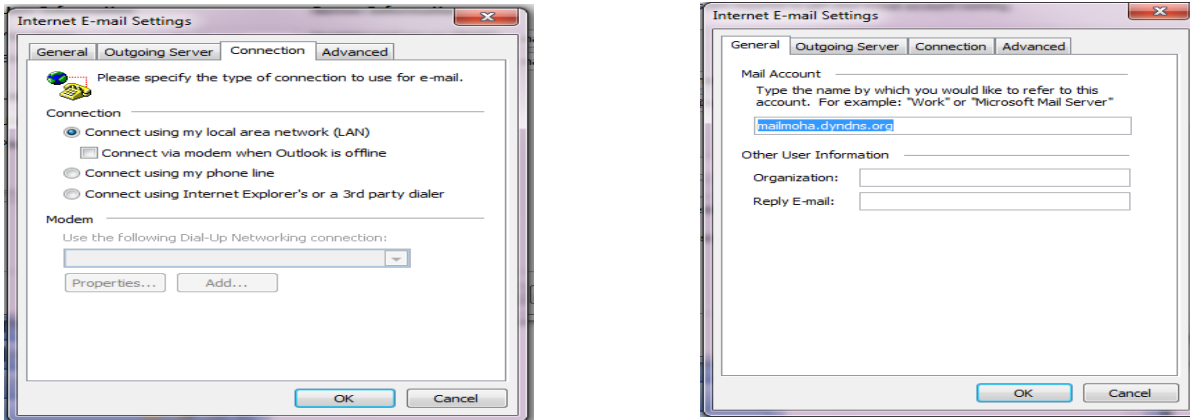 Internet E-mail Settings
General Outgoing Server Connection Advanced
Please specify the type of connection to use for e-mail.
Connection
Connect using my local area network (LAN)
Connect via modem when Outlook is offline
Connect using my phone line
Connect using Internet Explorer's or a 3rd party dialer
Modem
Use the following Dial-Up Networking connection:
Properties... Add...
OK Cancel
Internet E-mail Settings
General Outgoing Server Connection Advanced
Mail Account
Type the name by which you would like to refer to this
account. For example: "Work" or "Microsoft Mail Server"
mailmoha.dyndns.org
Other User Information
Organization:
Reply E-mail:
OK Cancel